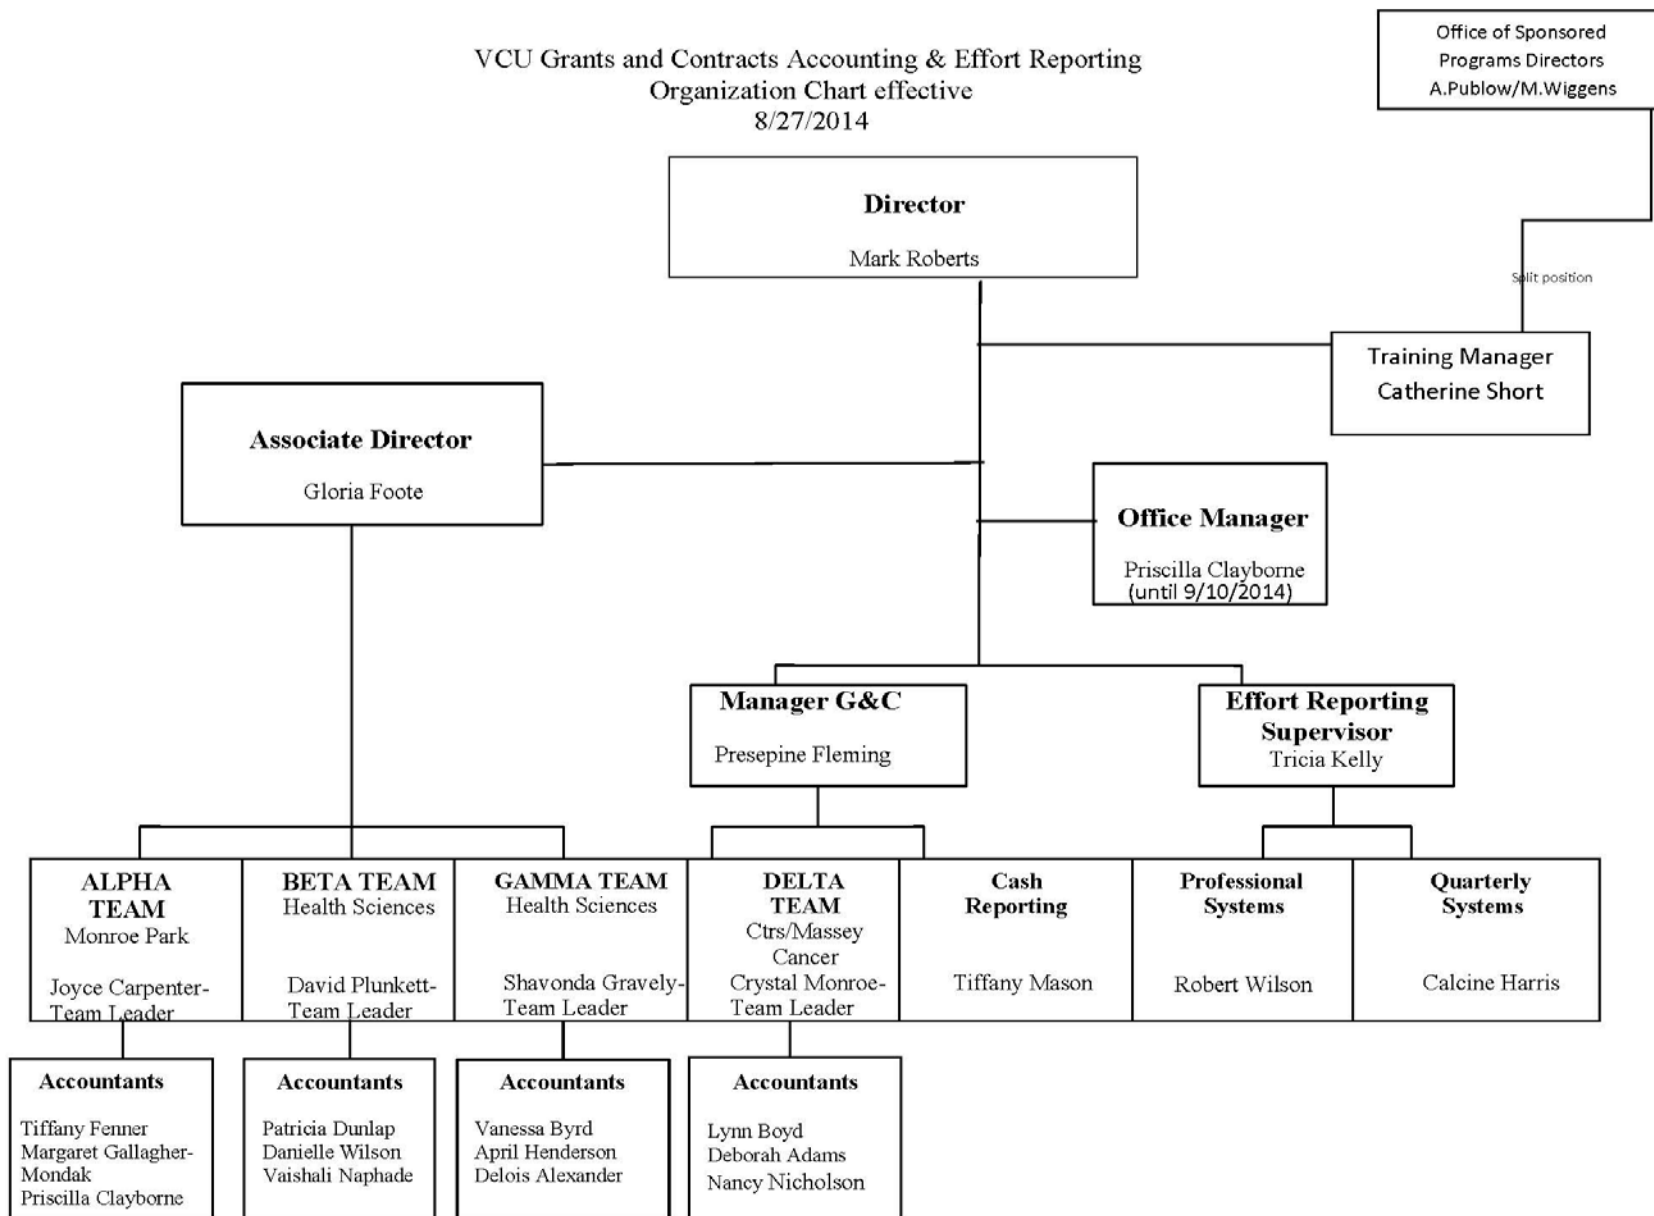 VCU Grants and Contracts Accounting & Effort Reporting
Organization Chart effective
8/27/2014
Office of Sponsored
Programs Directors
A.Publow/M.Wiggens
Director
Mark Roberts
Split position
Training Manager
Catherine Short
Associate Director
Gloria Foote
Office Manager
Priscilla Clayborne
(until 9/10/2014)
Manager G&C
Presepine Fleming
Effort Reporting
Supervisor
Tricia Kelly
ALPHA
TEAM
Monroe Park
Joyce Carpenter-
Team Leader
BETA TEAM
Health Sciences
David Plunkett-
Team Leader
GAMMA TEAM
Health Sciences
Shavonda Gravely-
Team Leader
DELTA
TEAM
Ctrs/Massey
Cancer
Crystal Monroe-
Team Leader
Cash
Reporting
Tiffany Mason
Professional
Systems
Robert Wilson
Quarterly
Systems
Calcine Harris
Accountants
Tiffany Fenner
Margaret Gallagher-
Mondak
Priscilla Clayborne
Accountants
Patricia Dunlap
Danielle Wilson
Vaishali Naphade
Accountants
Vanessa Byrd
April Henderson
Delois Alexander
Accountants
Lynn Boyd
Deborah Adams
Nancy Nicholson